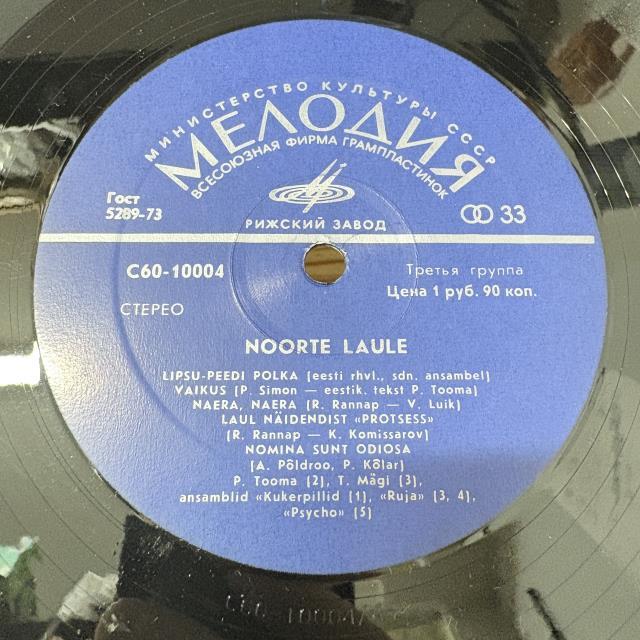 МИНИСТЕРСТВО КУЛЬТУРЫ СССР
МЕЛОДИЯ
ВСЕСОЮЗНАЯ ФИРМА ГРАМПЛАСТИНОК
Гост
5289-73
33
РИЖСКИЙ ЗАВОД
С60-10004
Третья группа
Цена 1 руб. 90 коп.
СТЕРЕО
NOORTE LAULE
LIPSU-PEEDI POLKA (eesti rhvl., sdn. ansambel)
VAIKUS (P. Simon — eestik. tekst P. Tooma)
NAERA, NAERA (R. Rannap — V. Luik)
LAUL NÄIDENDIST «PROTSESS»
(R. Rannap — K. Komissarov)
NOMINA SUNT ODIOSA
(A. Põldroo, P. Kõlar)
P. Tooma (2), T. Mägi (3),
ansamblid «Kukerpillid (1), «Ruja» (3, 4),
«Psycho» (5)